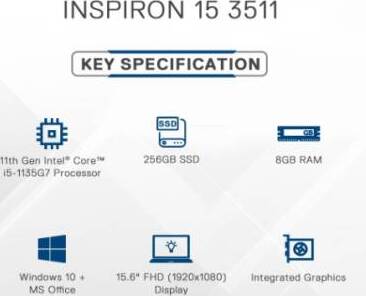 INSPIRON 15 3511
KEY SPECIFICATION
SSD
11th Gen Intel® Core™
i5-1135G7 Processor
256GB SSD
8GB RAM
Windows 10 +
MS Office
15.6" FHD (1920x1080)
Display
Integrated Graphics